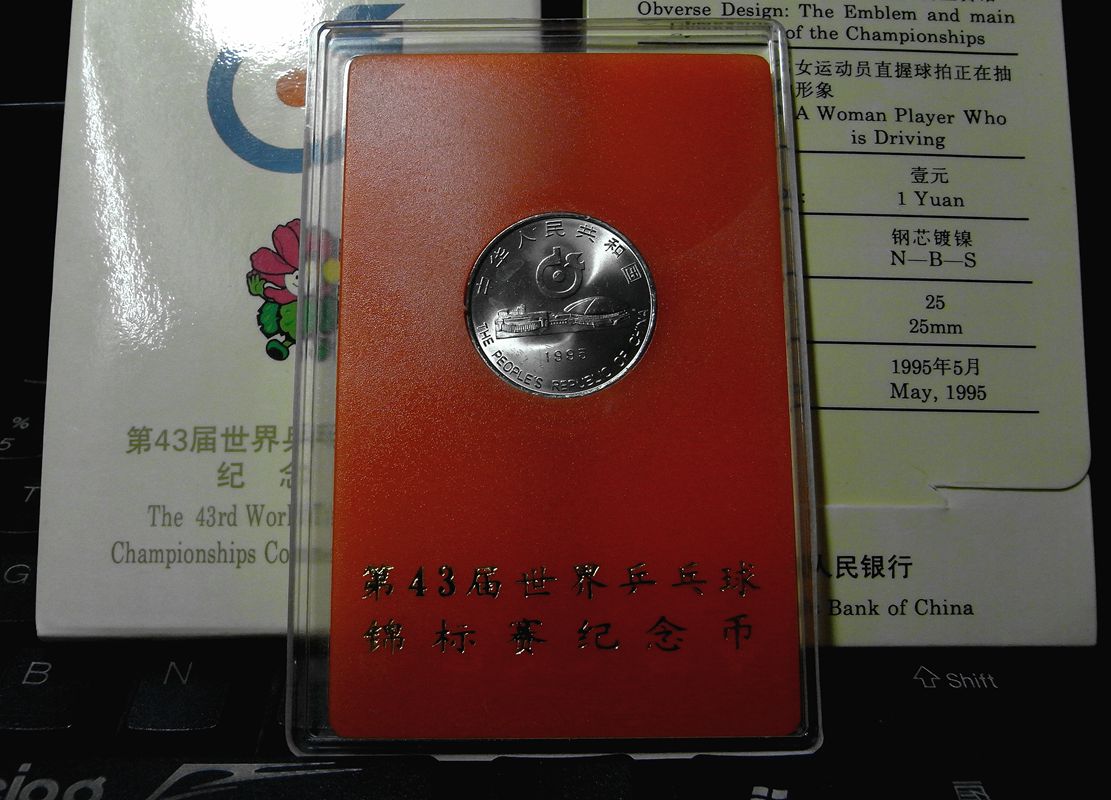 Obverse Design: The Emblem and main
of the Championships
女运动员直握球拍正在抽
形象
A Woman Player Who
is Driving
壹元
1 Yuan
钢芯镀镍
N—B—S
25
25mm
1995年5月
May, 1995
人民银行
Bank of China
中华人民共和国
1995
THE PEOPLE'S REPUBLIC OF CHINA
第43届世界乒乓球
锦标赛纪念币
第43届世界乒
纪念
The 43rd World
Championships
%
5
T
G
B
N
Shift